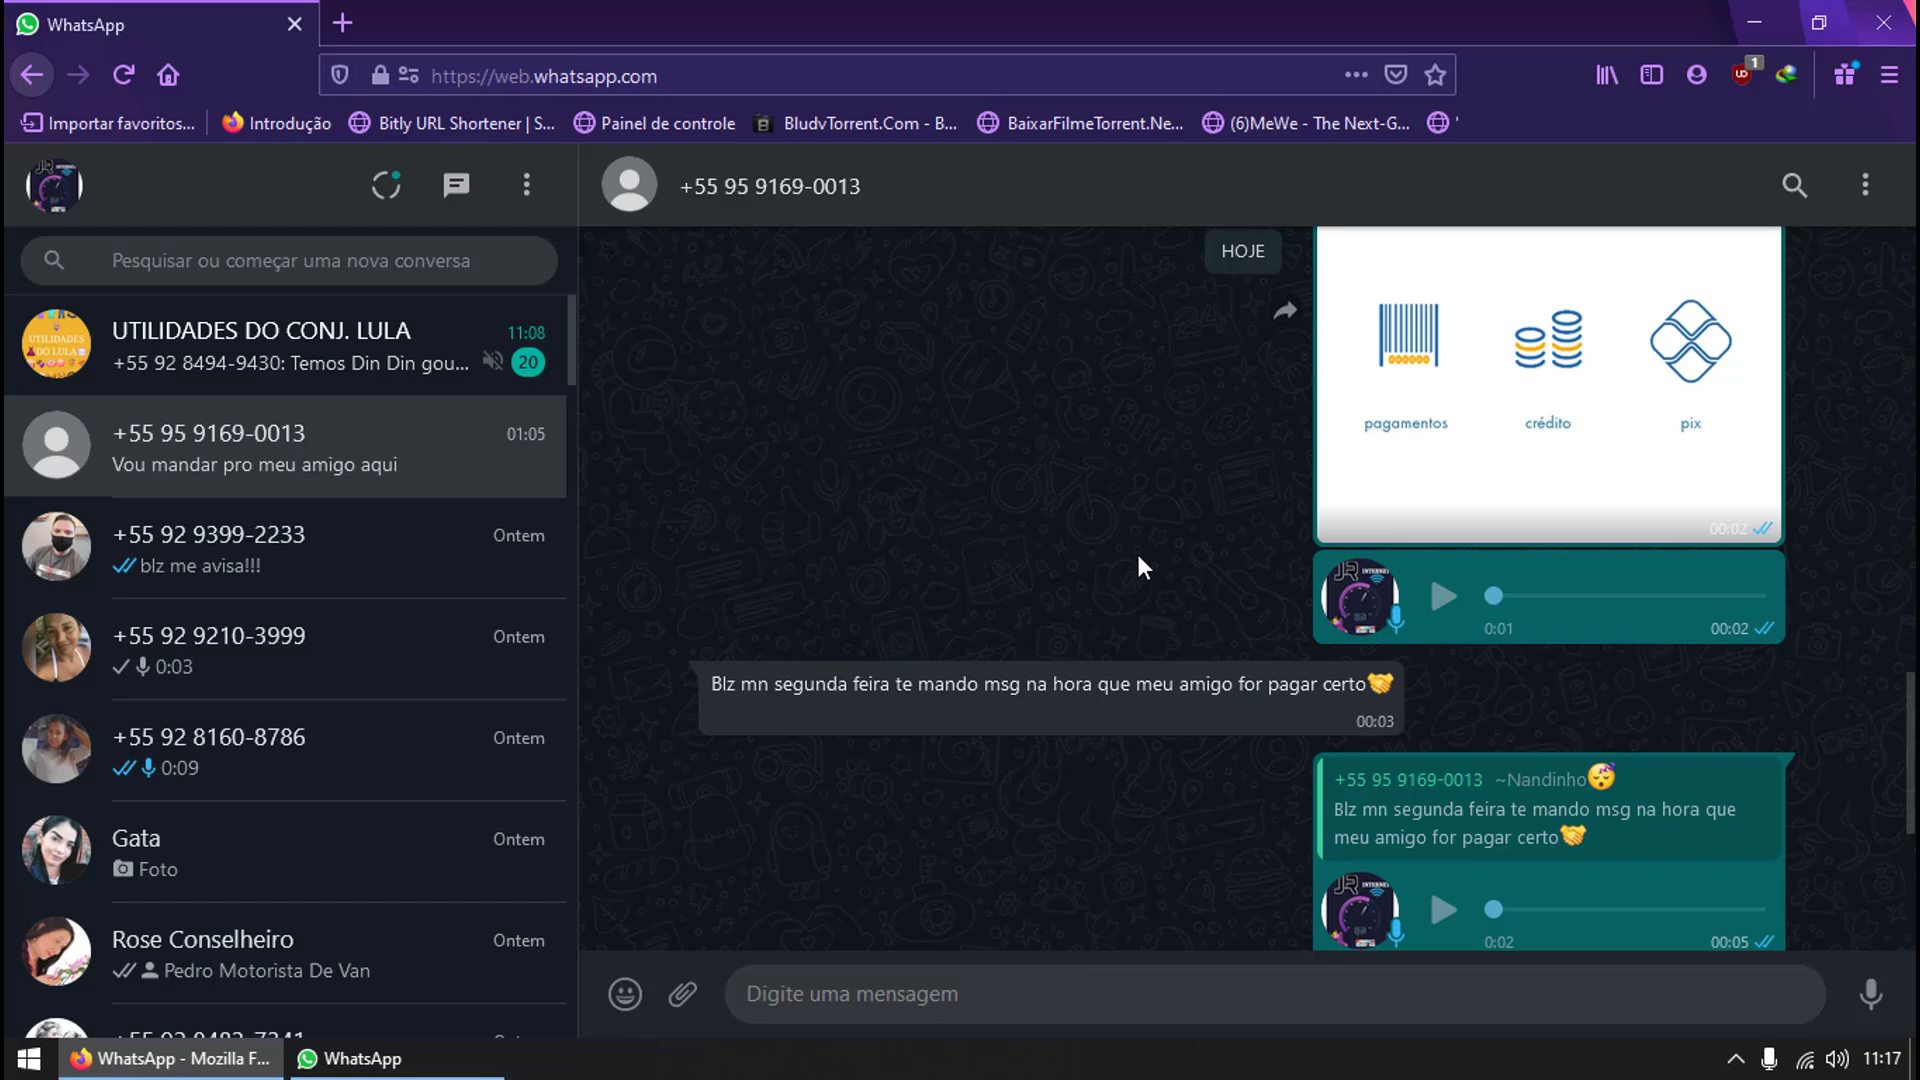 WhatsApp
https://web.whatsapp.com
1
Importar favoritos...
Introdução
Bitly URL Shortener | S...
Painel de controle
BludvTorrent.Com - B...
BaixarFilmeTorrent.Ne...
(6)MeWe - The Next-G...
+55 95 9169-0013
Pesquisar ou começar uma nova conversa
UTILIDADES DO CONJ. LULA
11:08
+55 92 8494-9430: Temos Din Din gou...
20
+55 95 9169-0013
01:05
Vou mandar pro meu amigo aqui
+55 92 9399-2233
Ontem
blz me avisa!!!
+55 92 9210-3999
Ontem
0:03
+55 92 8160-8786
Ontem
0:09
Gata
Ontem
Foto
Rose Conselheiro
Ontem
Pedro Motorista De Van
HOJE
pagamentos
crédito
pix
00:02
JR INTERNET
0:01
00:02
Blz mn segunda feira te mando msg na hora que meu amigo for pagar certo🤝
00:03
+55 95 9169-0013 ~Nandinho😴
Blz mn segunda feira te mando msg na hora que
meu amigo for pagar certo🤝
JR INTERNET
0:02
00:05
Digite uma mensagem
WhatsApp - Mozilla F...
WhatsApp
11:17